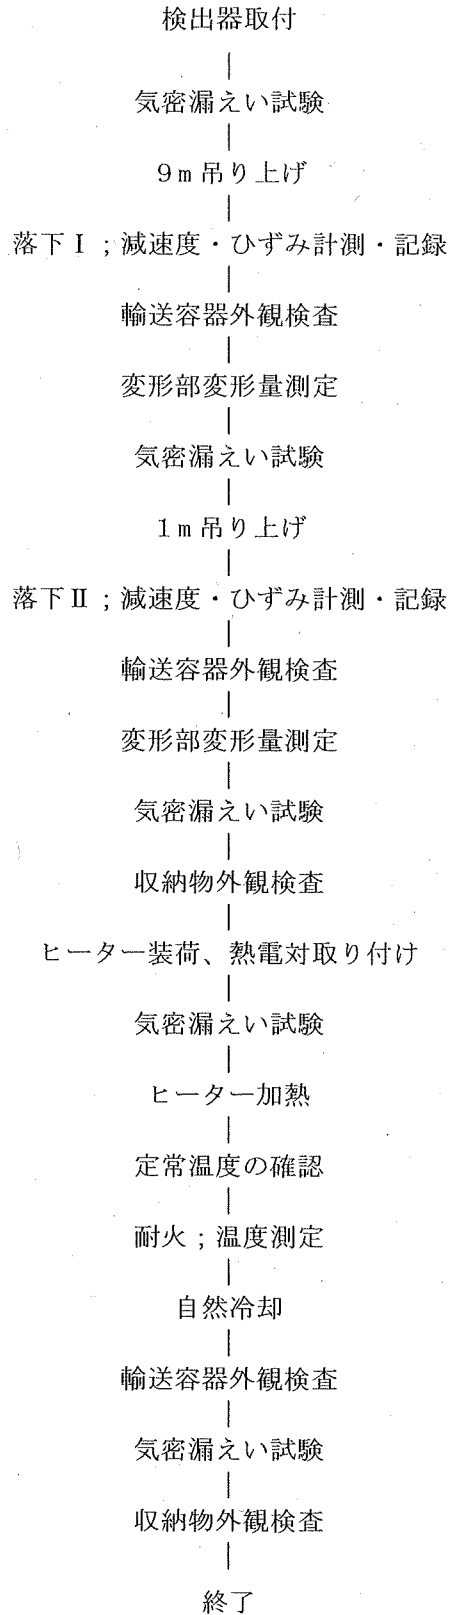 検出器取付
気密漏えい試験
9m吊り上げ
落下Ⅰ;減速度・ひずみ計測・記録
輸送容器外観検査
変形部変形量測定
気密漏えい試験
1m吊り上げ
落下Ⅱ;減速度・ひずみ計測・記録
輸送容器外観検査
変形部変形量測定
気密漏えい試験
収納物外観検査
ヒーター装荷、熱電対取り付け
気密漏えい試験
ヒーター加熱
定常温度の確認
耐火;温度測定
自然冷却
輸送容器外観検査
気密漏えい試験
収納物外観検査
終了